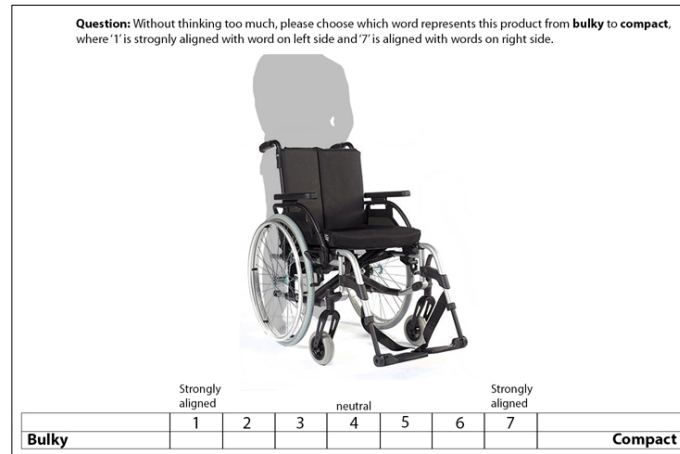 Question: Without thinking too much, please choose which word represents this product from bulky to compact,
where ‘1’ is strognly aligned with word on left side and ‘7’ is aligned with words on right side.
Strongly aligned neutral Strongly aligned
1 2 3 4 5 6 7
Bulky Compact